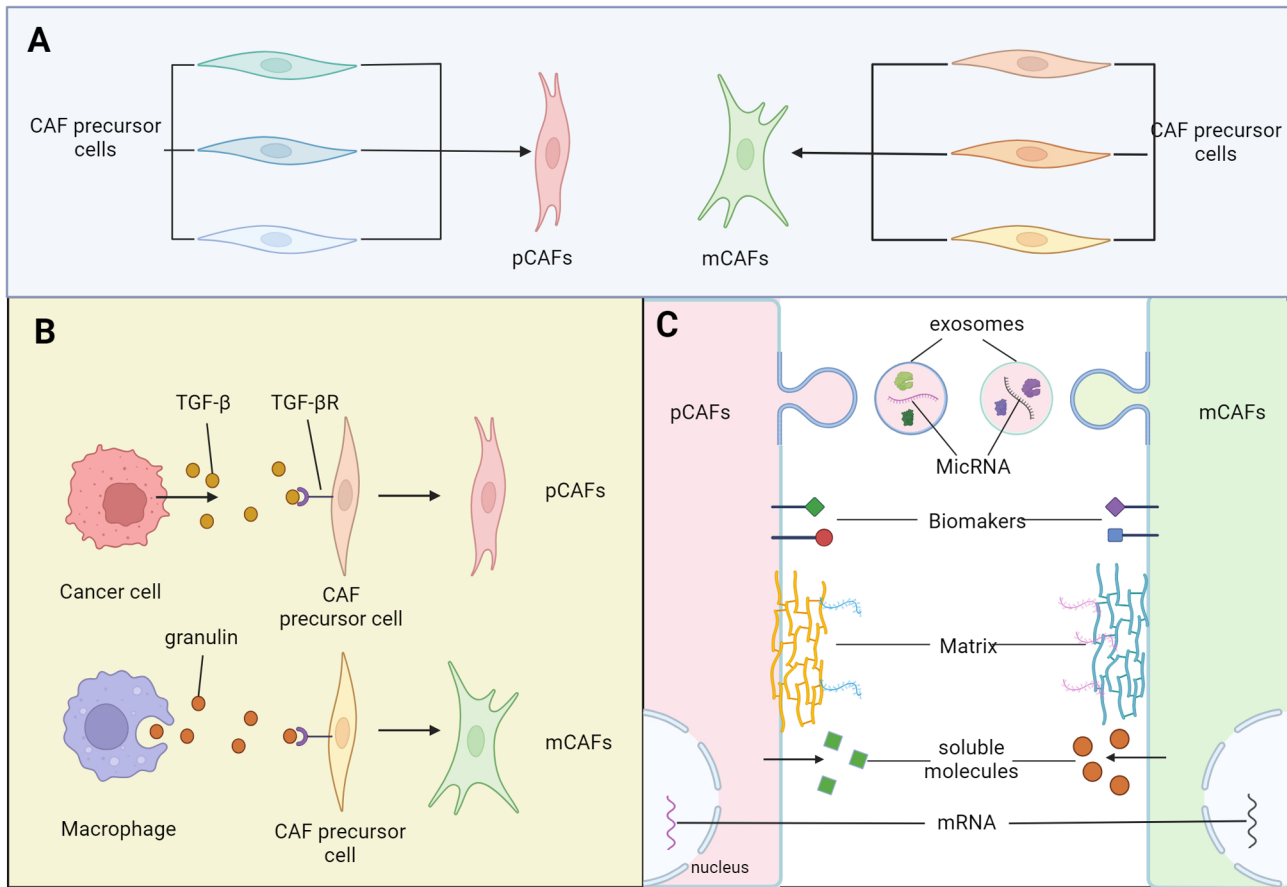 A
CAF precursor
cells
pCAFs
mCAFs
CAF precursor
cells
B
TGF-β
TGF-βR
pCAFs
Cancer cell
CAF
precursor cell
granulin
mCAFs
Macrophage
CAF precursor
cell
C
exosomes
pCAFs
mCAFs
MicRNA
Biomakers
Matrix
soluble
molecules
mRNA
nucleus